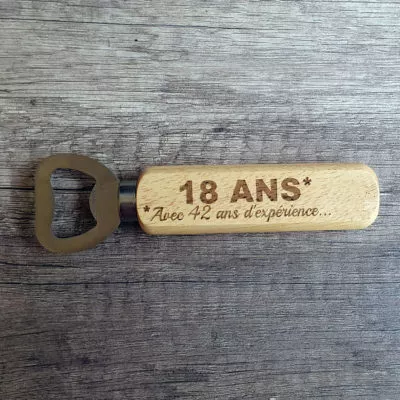 18 ANS*
*Avec 42 ans d'expérience...